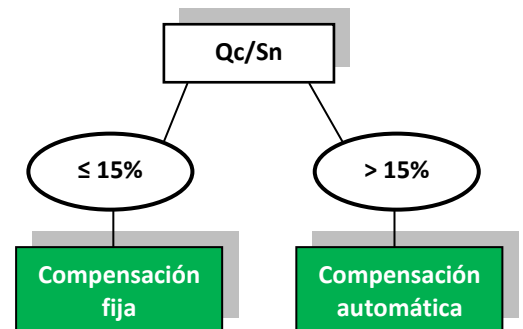 Qc/Sn
≤ 15%
> 15%
Compensación
fija
Compensación
automática